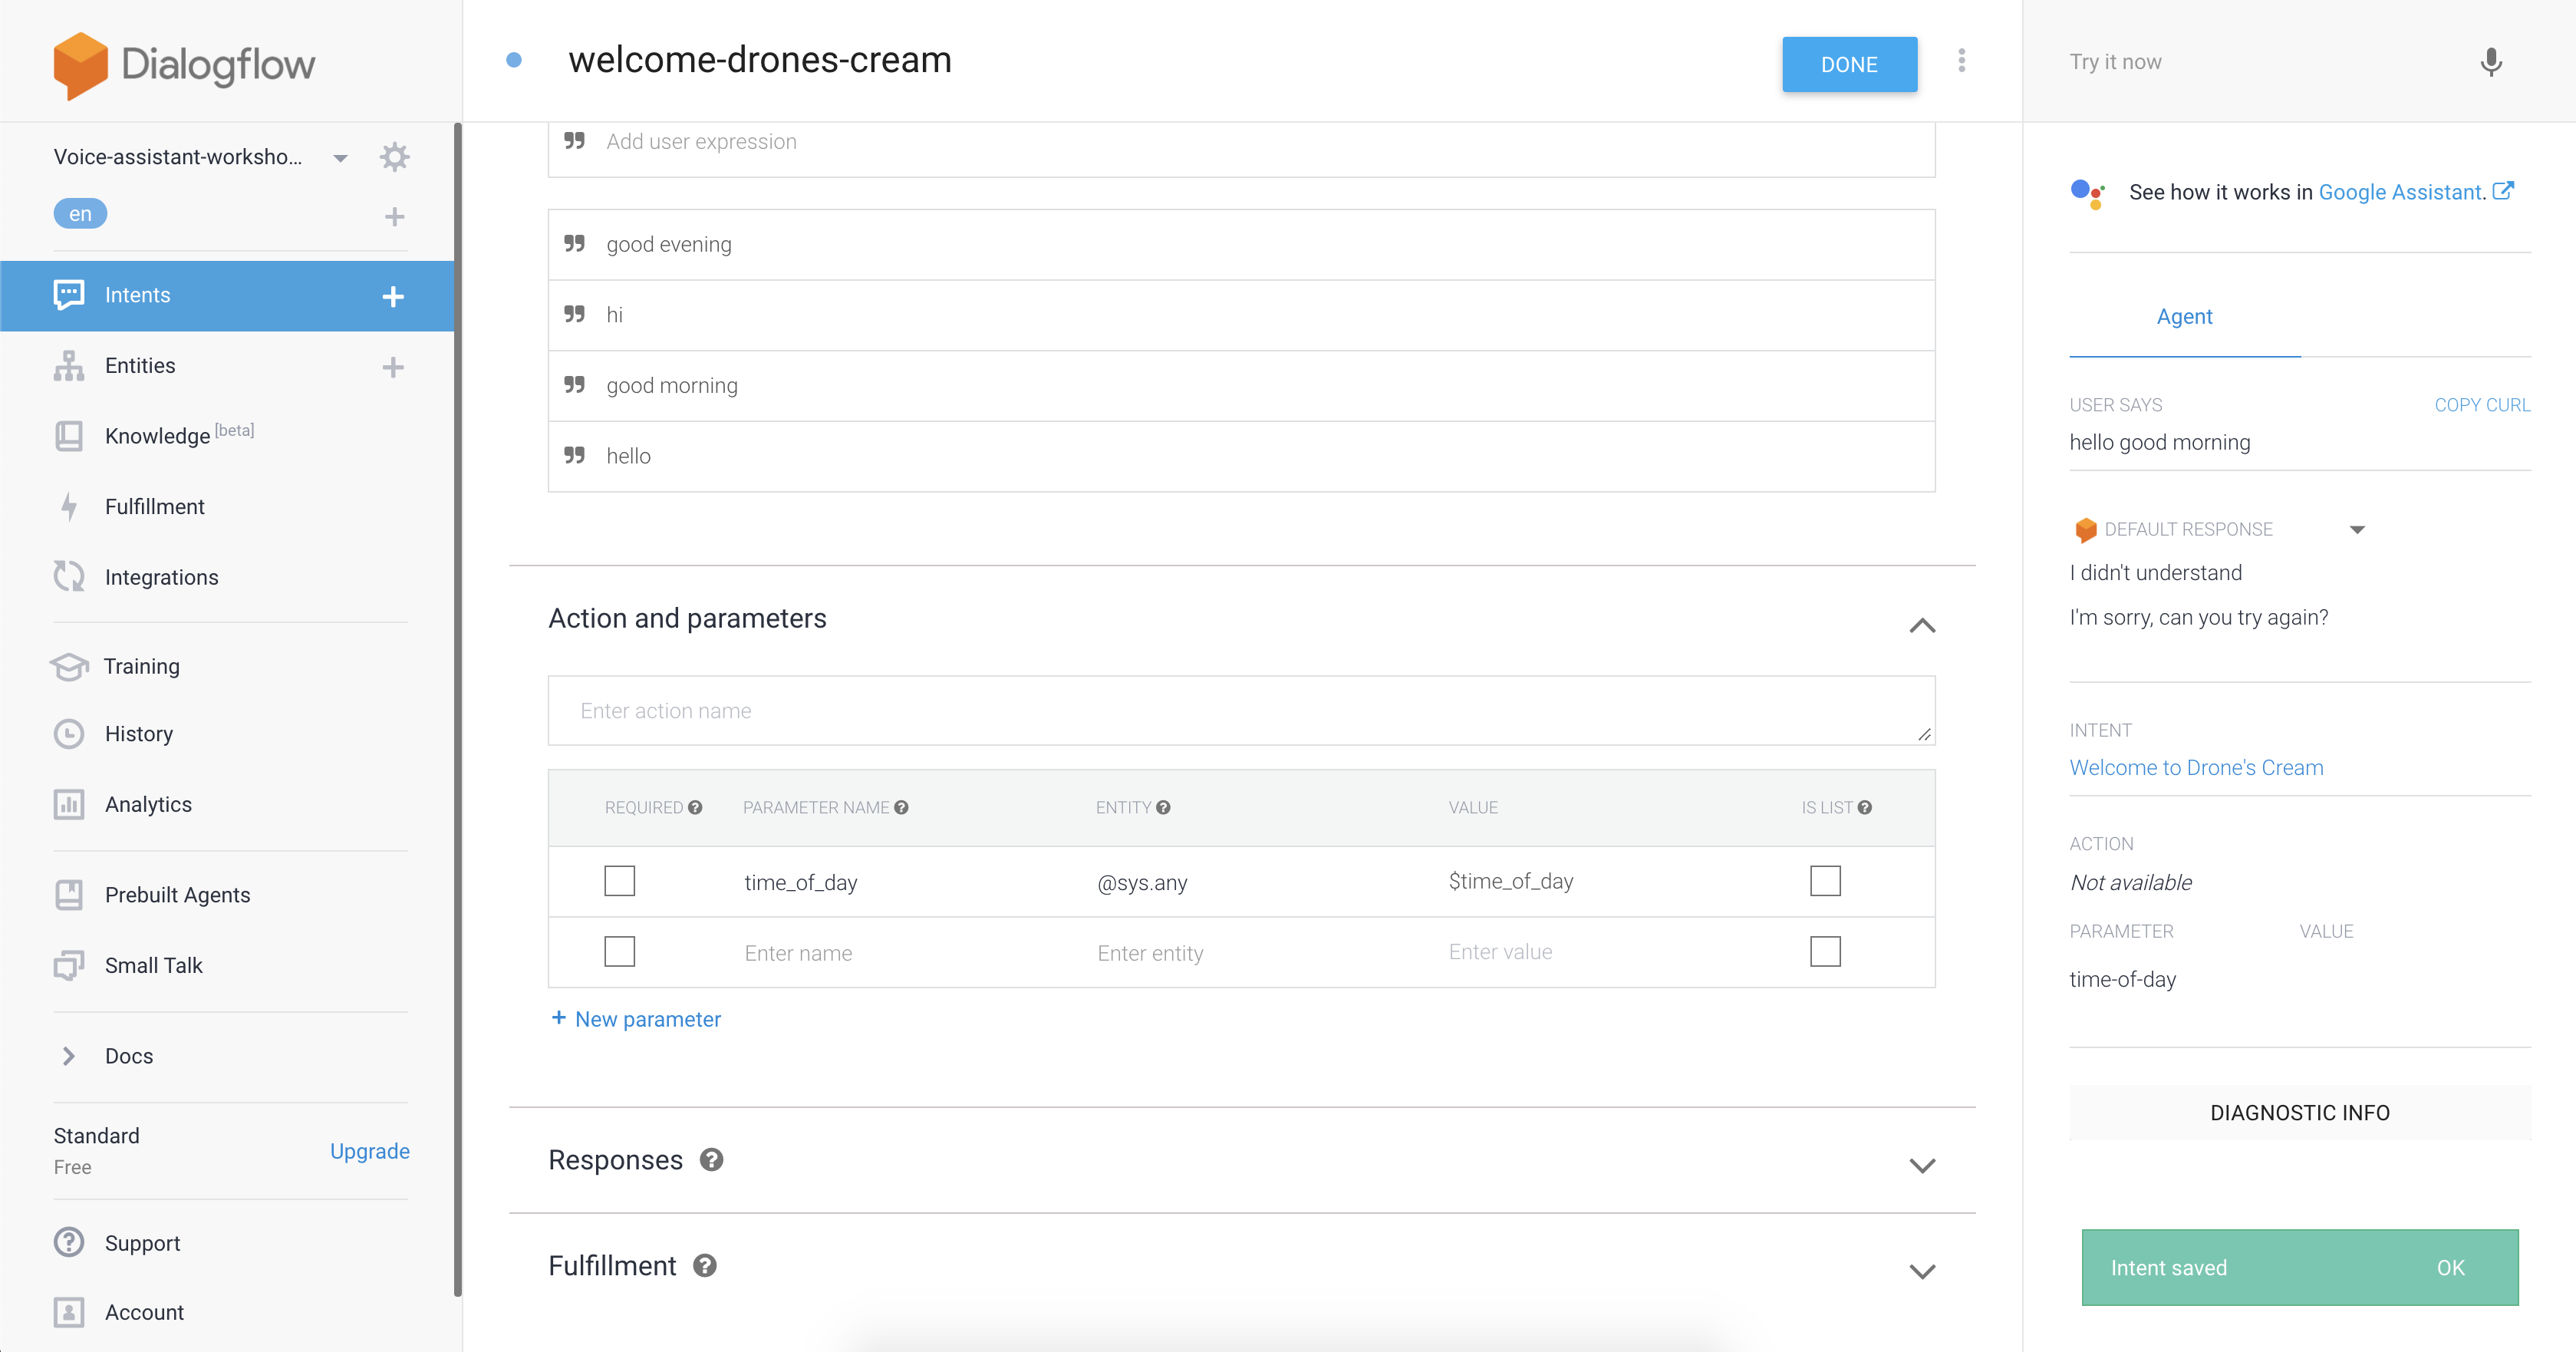 Dialogflow
Voice-assistant-worksho...
en
Intents
Entities
Knowledge [beta]
Fulfillment
Integrations
Training
History
Analytics
Prebuilt Agents
Small Talk
Docs
Standard
Free
Upgrade
Support
Account
welcome-drones-cream
DONE
Add user expression
good evening
hi
good morning
hello
Action and parameters
Enter action name
REQUIRED PARAMETER NAME ENTITY VALUE IS LIST
time_of_day @sys.any $time_of_day
Enter name Enter entity Enter value
+ New parameter
Responses
Fulfillment
Try it now
See how it works in Google Assistant.
Agent
USER SAYS COPY CURL
hello good morning
DEFAULT RESPONSE
I didn't understand
I'm sorry, can you try again?
INTENT
Welcome to Drone's Cream
ACTION
Not available
PARAMETER VALUE
time-of-day
DIAGNOSTIC INFO
Intent saved OK